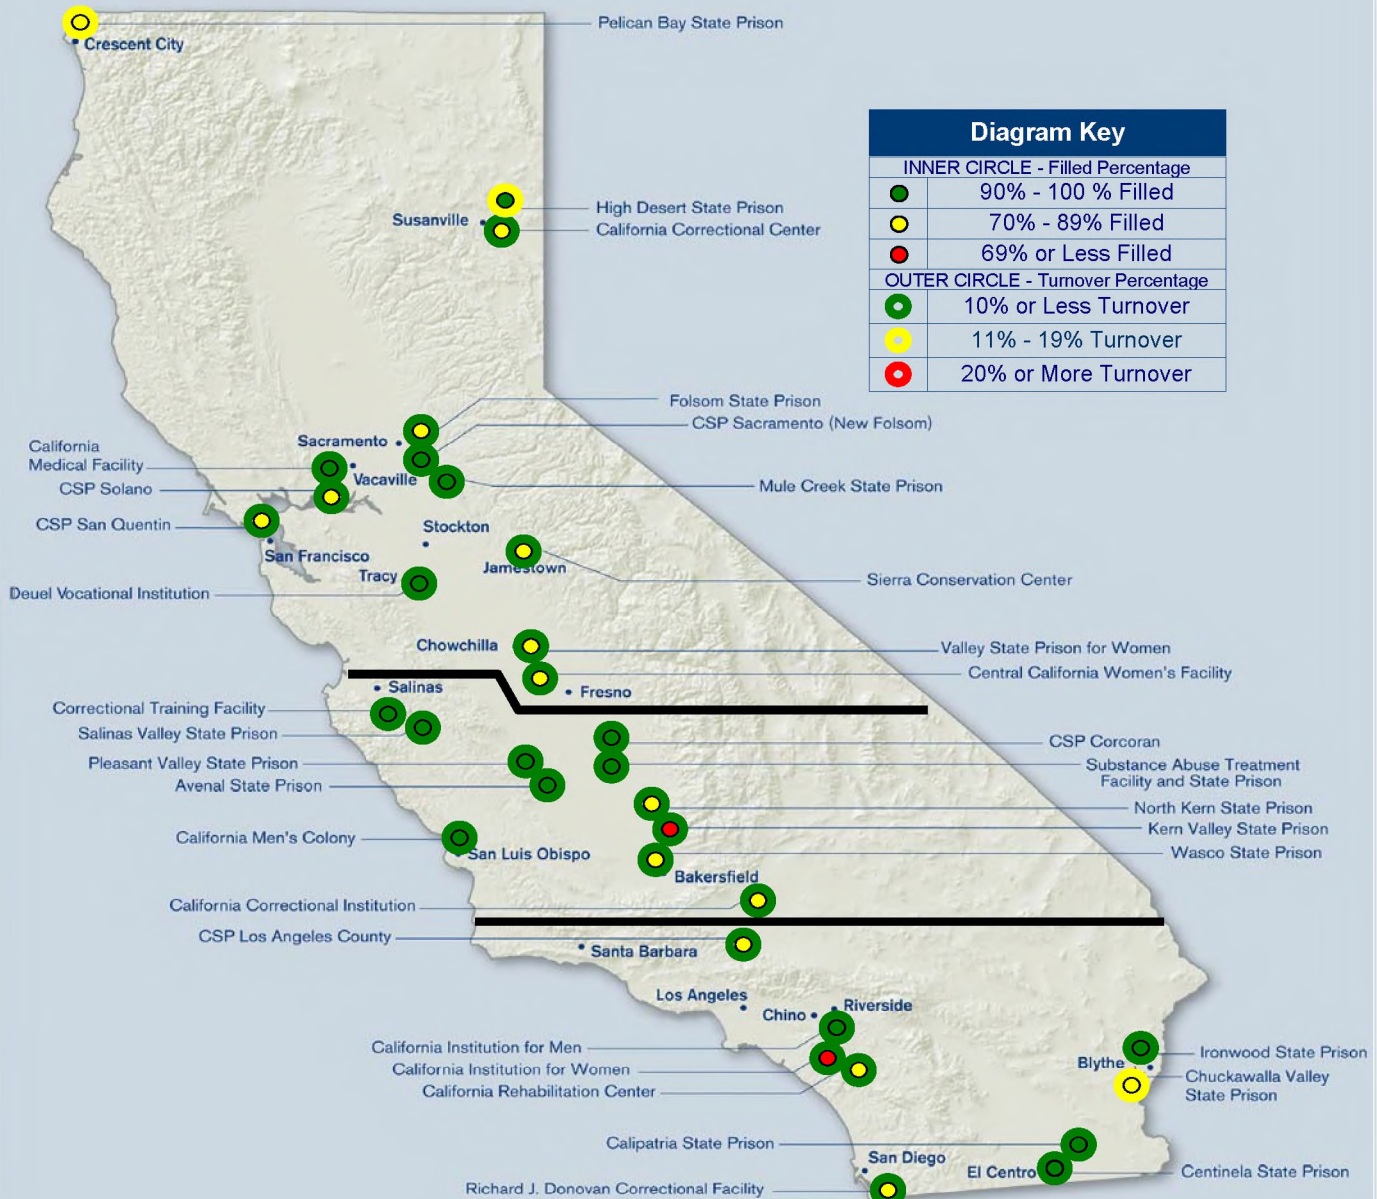 Pelican Bay State Prison
Crescent City
Diagram Key
INNER CIRCLE - Filled Percentage
90% - 100 % Filled
70% - 89% Filled
69% or Less Filled
OUTER CIRCLE - Turnover Percentage
10% or Less Turnover
11% - 19% Turnover
20% or More Turnover
High Desert State Prison
Susanville
California Correctional Center
Folsom State Prison
CSP Sacramento (New Folsom)
Sacramento
California
Medical Facility
Vacaville
CSP Solano
Mule Creek State Prison
CSP San Quentin
Stockton
San Francisco
Jamestown
Tracy
Sierra Conservation Center
Deuel Vocational Institution
Chowchilla
Valley State Prison for Women
Central California Women's Facility
Salinas
Fresno
Correctional Training Facility
Salinas Valley State Prison
CSP Corcoran
Pleasant Valley State Prison
Substance Abuse Treatment
Facility and State Prison
Avenal State Prison
North Kern State Prison
Kern Valley State Prison
California Men's Colony
San Luis Obispo
Wasco State Prison
Bakersfield
California Correctional Institution
CSP Los Angeles County
Santa Barbara
Los Angeles
Riverside
Chino
California Institution for Men
Ironwood State Prison
Blythe
California Institution for Women
Chuckawalla Valley
State Prison
California Rehabilitation Center
Calipatria State Prison
San Diego
El Centro
Centinela State Prison
Richard J. Donovan Correctional Facility